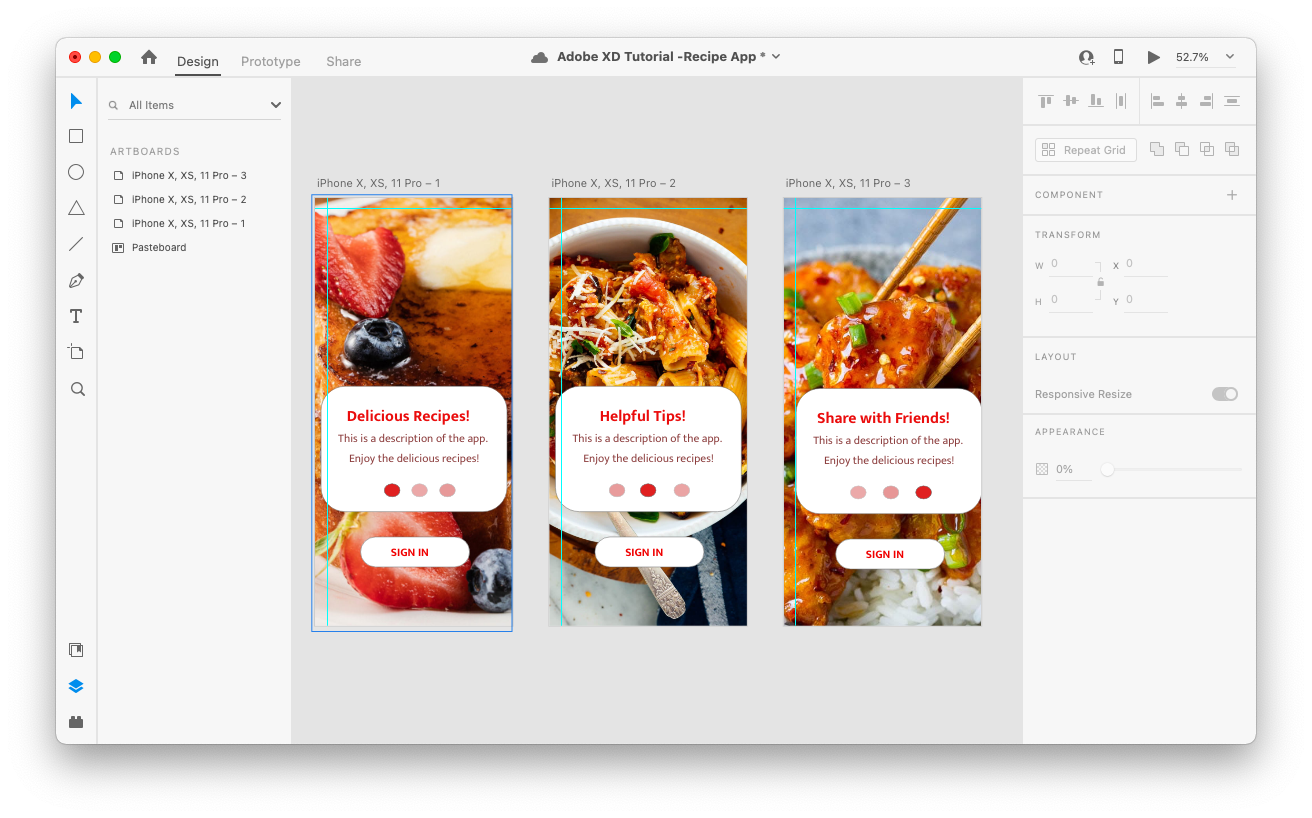 Design
Prototype
Share
Adobe XD Tutorial -Recipe App *
52.7%
All Items
ARTBOARDS
iPhone X, XS, 11 Pro – 3
iPhone X, XS, 11 Pro – 2
iPhone X, XS, 11 Pro – 1
Pasteboard
iPhone X, XS, 11 Pro – 1
Delicious Recipes!
This is a description of the app.
Enjoy the delicious recipes!
SIGN IN
iPhone X, XS, 11 Pro – 2
Helpful Tips!
This is a description of the app.
Enjoy the delicious recipes!
SIGN IN
iPhone X, XS, 11 Pro – 3
Share with Friends!
This is a description of the app.
Enjoy the delicious recipes!
SIGN IN
Repeat Grid
COMPONENT
TRANSFORM
W 0 X 0
H 0 Y 0
LAYOUT
Responsive Resize
APPEARANCE
0%